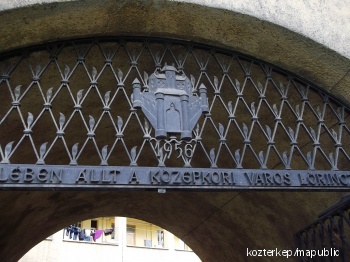 1936
LÉBEN ÁLLT A KÖZÉPKORI VÁROS LŐRINC
kozterkep/mapublic